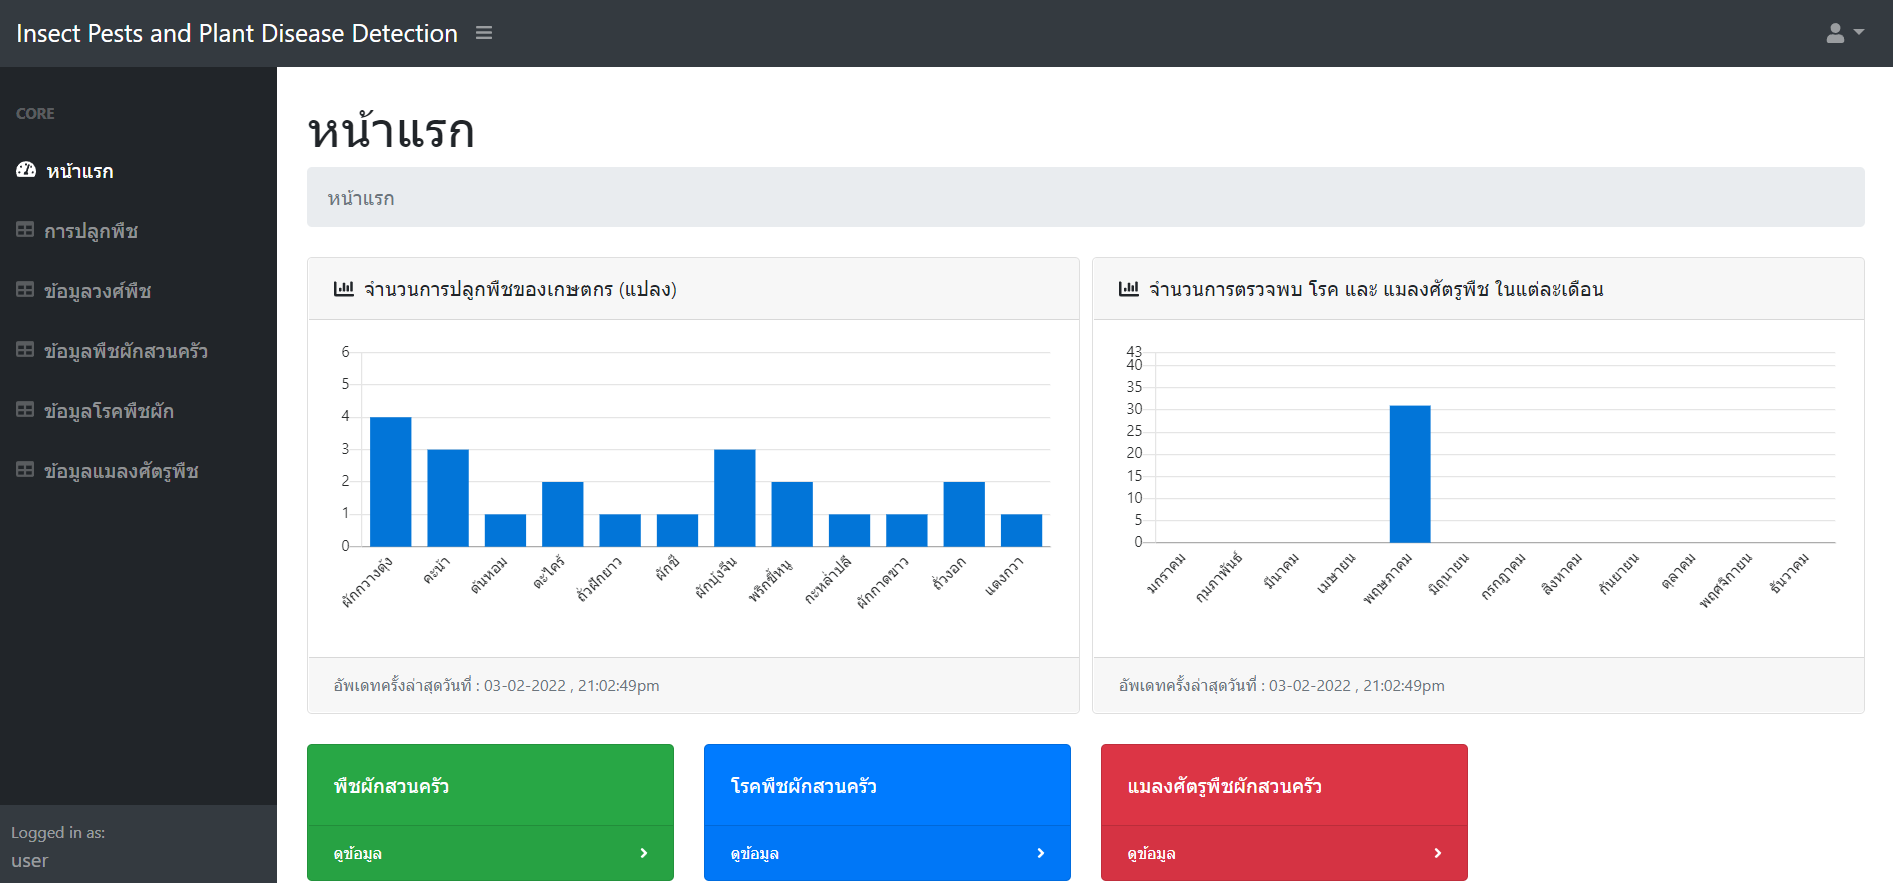 Insect Pests and Plant Disease Detection
CORE
หน้าแรก
การปลูกพืช
ข้อมูลวงศ์พืช
ข้อมูลพืชผักสวนครัว
ข้อมูลโรคพืชผัก
ข้อมูลแมลงศัตรูพืช
Logged in as:
user
หน้าแรก
หน้าแรก
จำนวนการปลูกพืชของเกษตกร (แปลง)
6
5
4
3
2
1
0
ผักกวางตุ้ง
คะน้า
ต้นหอม
ตะไคร้
ถั่วฝักยาว
ผักชี
ผักบุ้งจีน
พริกขี้หนู
กะหล่ำปลี
ผักกาดขาว
ถั่วงอก
แตงกวา
อัพเดทครั้งล่าสุดวันที่ : 03-02-2022 , 21:02:49pm
จำนวนการตรวจพบ โรค และ แมลงศัตรูพืช ในแต่ละเดือน
43
40
35
30
25
20
15
10
5
0
มกราคม
กุมภาพันธ์
มีนาคม
เมษายน
พฤษภาคม
มิถุนายน
กรกฎาคม
สิงหาคม
กันยายน
ตุลาคม
พฤศจิกายน
ธันวาคม
อัพเดทครั้งล่าสุดวันที่ : 03-02-2022 , 21:02:49pm
พืชผักสวนครัว
ดูข้อมูล
โรคพืชผักสวนครัว
ดูข้อมูล
แมลงศัตรูพืชผักสวนครัว
ดูข้อมูล